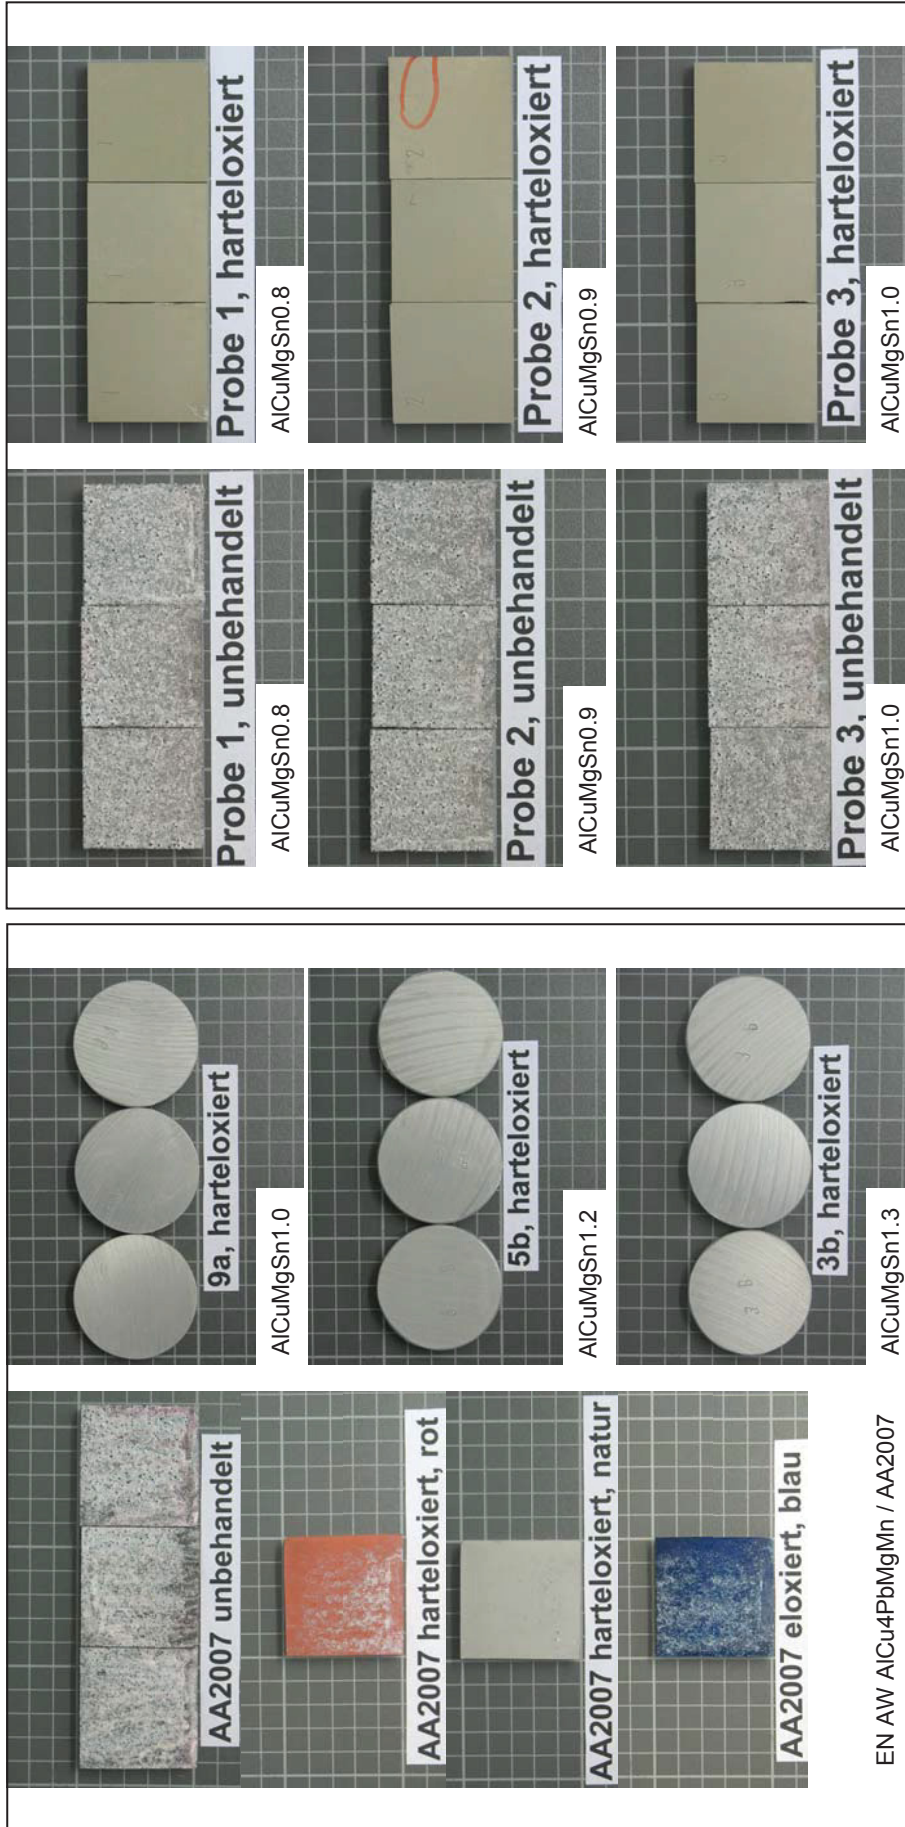 AA2007 unbehandelt
AA2007 harteloxiert, rot
AA2007 harteloxiert, natur
AA2007 eloxiert, blau
EN AW AlCu4PbMgMn / AA2007
9a, harteloxiert
AlCuMgSn1.0
5b, harteloxiert
AlCuMgSn1.2
3b, harteloxiert
AlCuMgSn1.3
Probe 1, unbehandelt
AlCuMgSn0.8
Probe 2, unbehandelt
AlCuMgSn0.9
Probe 3, unbehandelt
AlCuMgSn1.0
Probe 1, harteloxiert
AlCuMgSn0.8
Probe 2, harteloxiert
AlCuMgSn0.9
Probe 3, harteloxiert
AlCuMgSn1.0